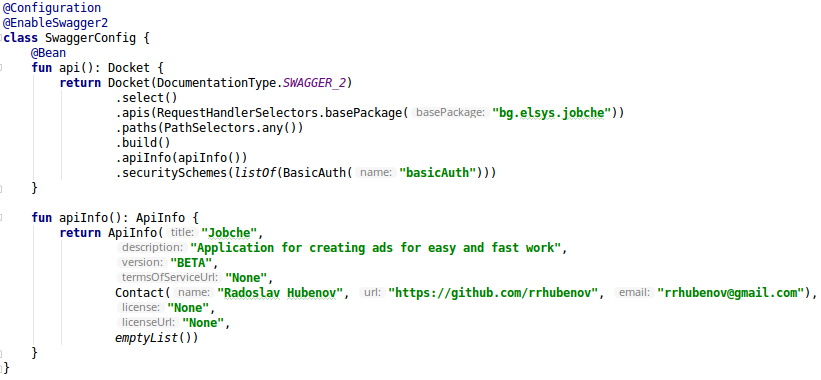 @Configuration
@EnableSwagger2
class SwaggerConfig {
    @Bean
    fun api(): Docket {
        return Docket(DocumentationType.SWAGGER_2)
                .select()
                .apis(RequestHandlerSelectors.basePackage( basePackage: "bg.elsys.jobche"))
                .paths(PathSelectors.any())
                .build()
                .apiInfo(apiInfo())
                .securitySchemes(listOf(BasicAuth( name: "basicAuth")))
    }
    fun apiInfo(): ApiInfo {
        return ApiInfo( title: "Jobche",
                description: "Application for creating ads for easy and fast work",
                version: "BETA",
                termsOfServiceUrl: "None",
                Contact( name: "Radoslav Hubenov", url: "https://github.com/rrhubenov", email: "rrhubenov@gmail.com"),
                license: "None",
                licenseUrl: "None",
                emptyList())
    }
}